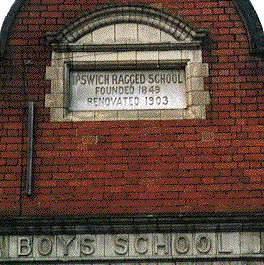 IPSWICH RAGGED SCHOOL
FOUNDED 1849
RENOVATED 1903
BOYS SCHOOL